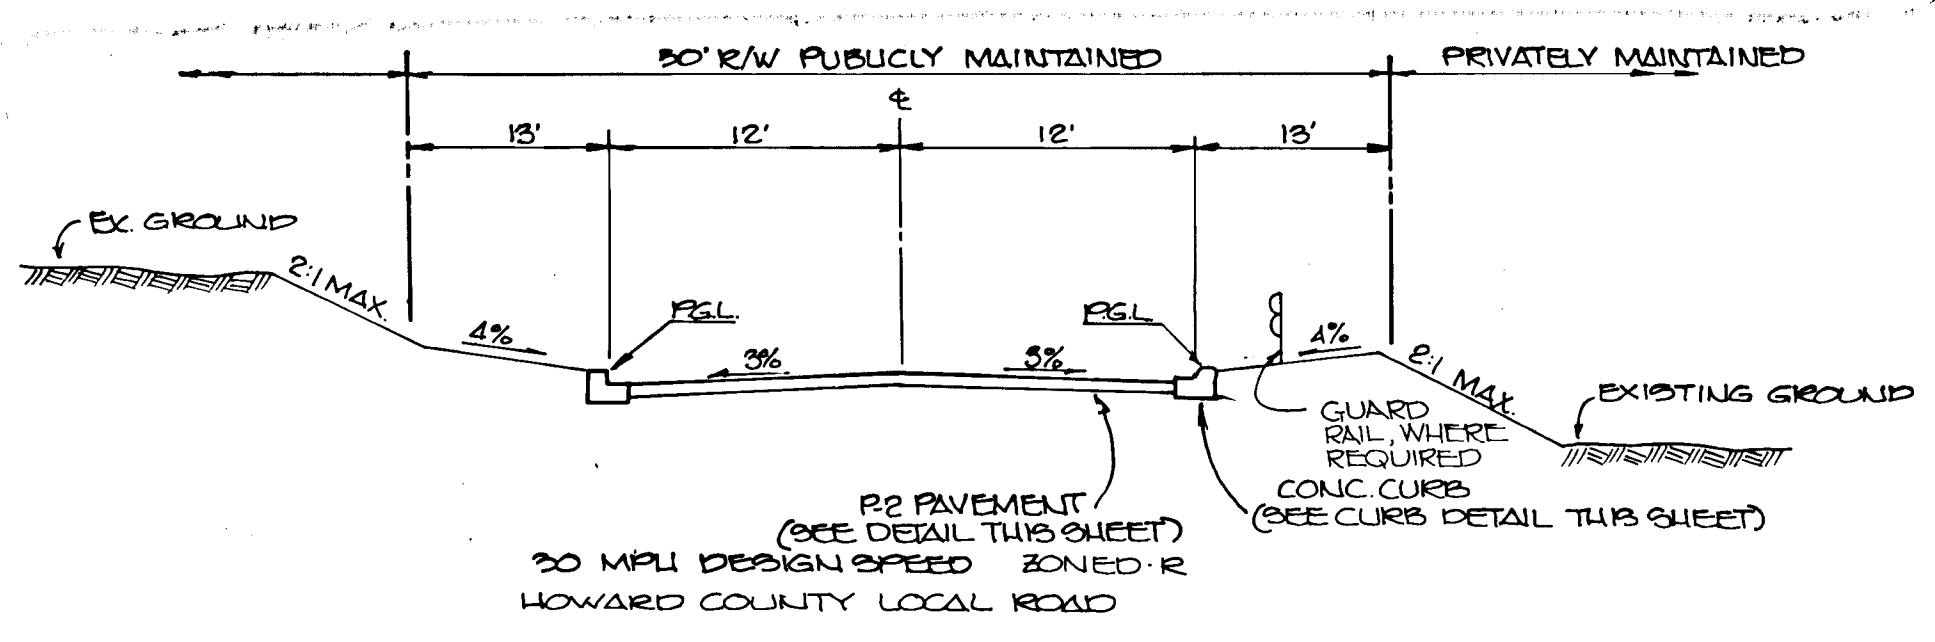 50' R/W PUBLICLY MAINTAINED
PRIVATELY MAINTAINED
℄
13'
12'
12'
13'
EX. GROUND
2:1 MAX.
4%
P.G.L.
3%
3%
P.G.L.
4%
2:1 MAX.
EXISTING GROUND
GUARD
RAIL, WHERE
REQUIRED
CONC. CURB
(SEE CURB DETAIL THIS SHEET)
P-2 PAVEMENT
(SEE DETAIL THIS SHEET)
30 MPH DESIGN SPEED ZONED: R
HOWARD COUNTY LOCAL ROAD